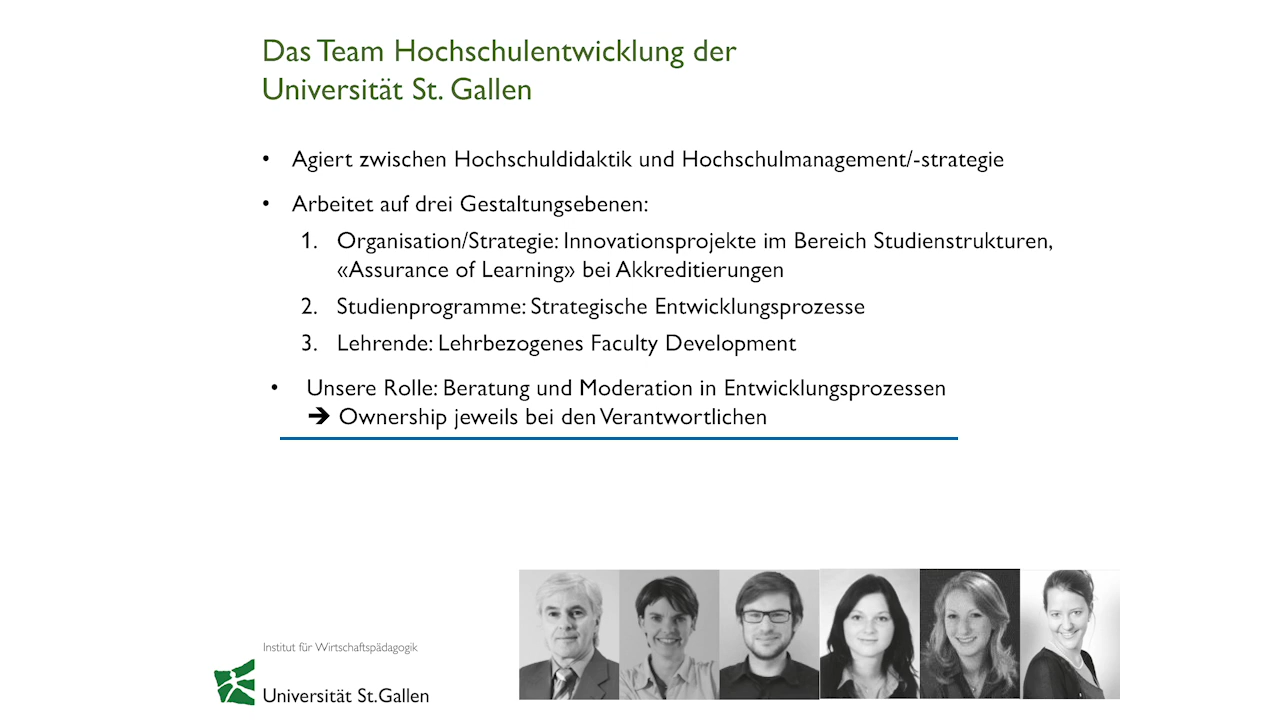 Das Team Hochschulentwicklung der
Universität St. Gallen
• Agiert zwischen Hochschuldidaktik und Hochschulmanagement/-strategie
• Arbeitet auf drei Gestaltungsebenen:
1. Organisation/Strategie: Innovationsprojekte im Bereich Studienstrukturen,
«Assurance of Learning» bei Akkreditierungen
2. Studienprogramme: Strategische Entwicklungsprozesse
3. Lehrende: Lehrbezogenes Faculty Development
• Unsere Rolle: Beratung und Moderation in Entwicklungsprozessen
➔ Ownership jeweils bei den Verantwortlichen
Institut für Wirtschaftspädagogik
Universität St.Gallen